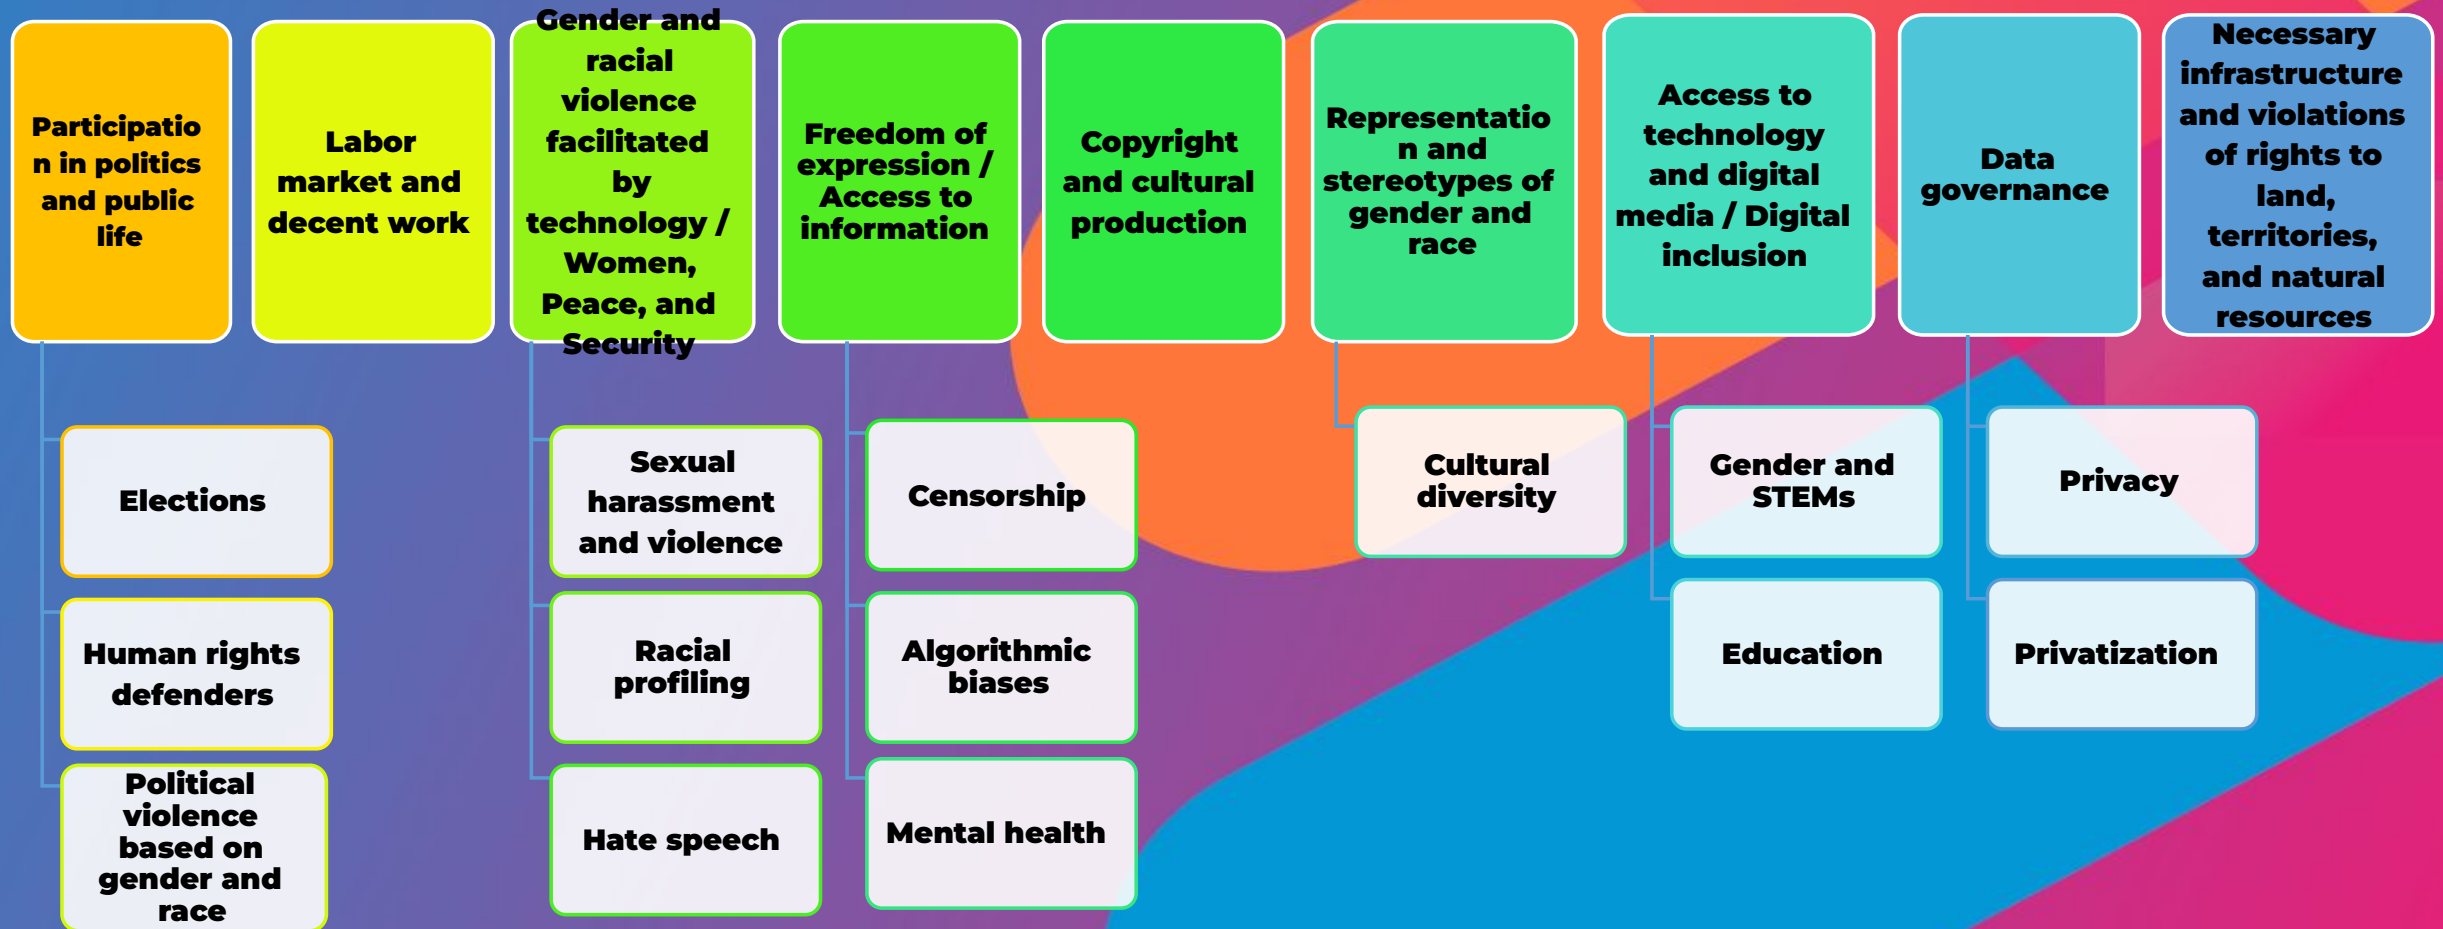 Participatio
n in politics
and public
life
Labor
market and
decent work
Gender and
racial
violence
facilitated
by
technology /
Women,
Peace, and
Security
Freedom of
expression /
Access to
information
Copyright
and cultural
production
Representatio
n and
stereotypes of
gender and
race
Access to
technology
and digital
media / Digital
inclusion
Data
governance
Necessary
infrastructure
and violations
of rights to
land,
territories,
and natural
resources
Elections
Human rights
defenders
Political
violence
based on
gender and
race
Sexual
harassment
and violence
Racial
profiling
Hate speech
Censorship
Algorithmic
biases
Mental health
Cultural
diversity
Gender and
STEMs
Education
Privacy
Privatization